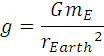 g = Gm_E / r_Earth^2